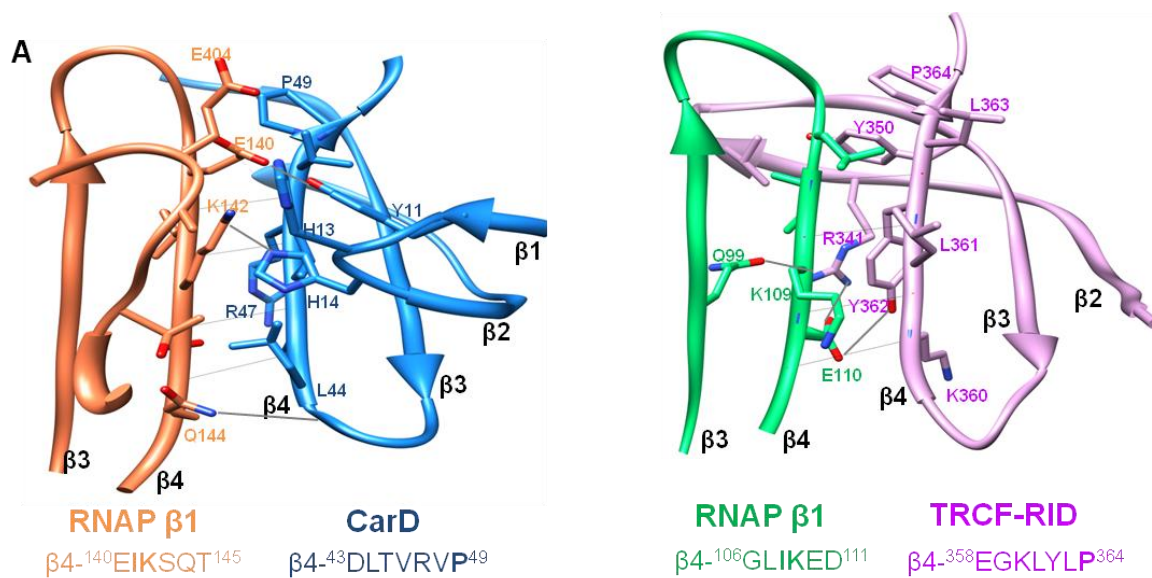 A
E404
P49
E140
K142
Y11
H13
β1
R47
H14
β2
L44
β4
β3
Q144
β3
β4
RNAP β1
CarD
β4-¹⁴⁰EIKSQT¹⁴⁵
β4-⁴³DLTVRVP⁴⁹
P364
L363
Y350
R341
L361
Q99
K109
Y362
β3
β2
E110
β4
K360
β3
β4
RNAP β1
TRCF-RID
β4-¹⁰⁶GLIKED¹¹¹
β4-³⁵⁸EGKLYLP³⁶⁴